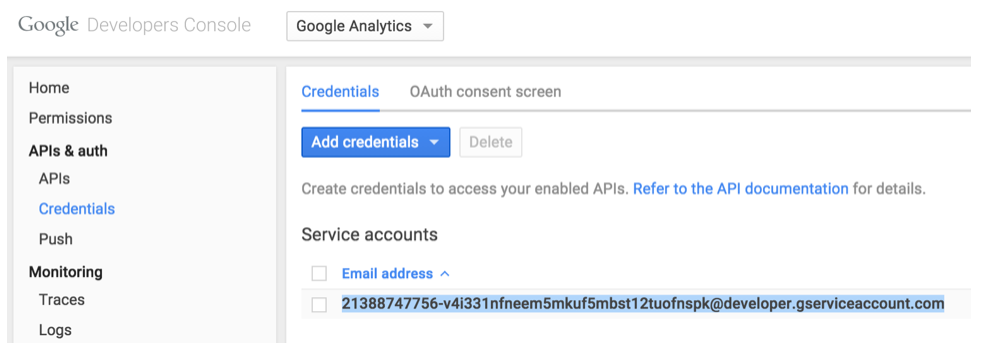 Google Developers Console
Google Analytics
Home
Permissions
APIs & auth
APIs
Credentials
Push
Monitoring
Traces
Logs
Credentials
OAuth consent screen
Add credentials
Delete
Create credentials to access your enabled APIs. Refer to the API documentation for details.
Service accounts
Email address
21388747756-v4i331nfneem5mkuf5mbst12tuofnspk@developer.gserviceaccount.com